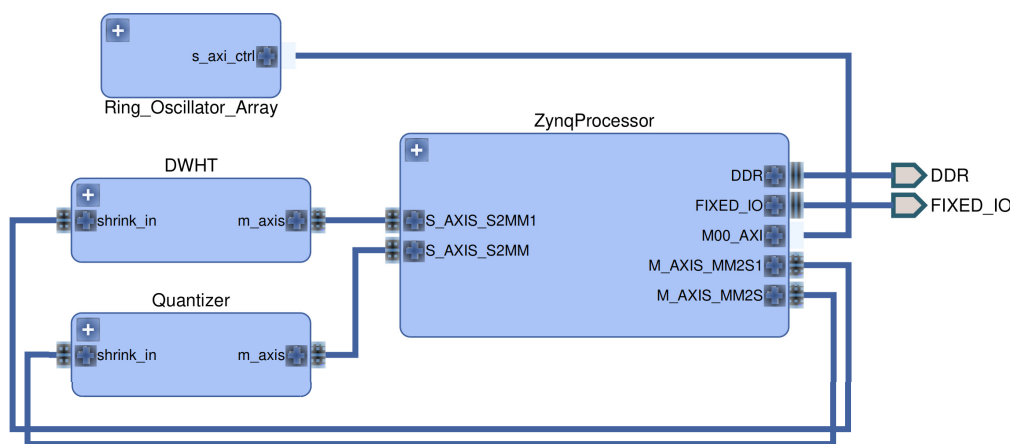 s_axi_ctrl
Ring_Oscillator_Array
ZynqProcessor
DWHT
DDR
DDR
FIXED_IO
FIXED_IO
shrink_in
m_axis
S_AXIS_S2MM1
M00_AXI
S_AXIS_S2MM
M_AXIS_MM2S1
M_AXIS_MM2S
Quantizer
shrink_in
m_axis